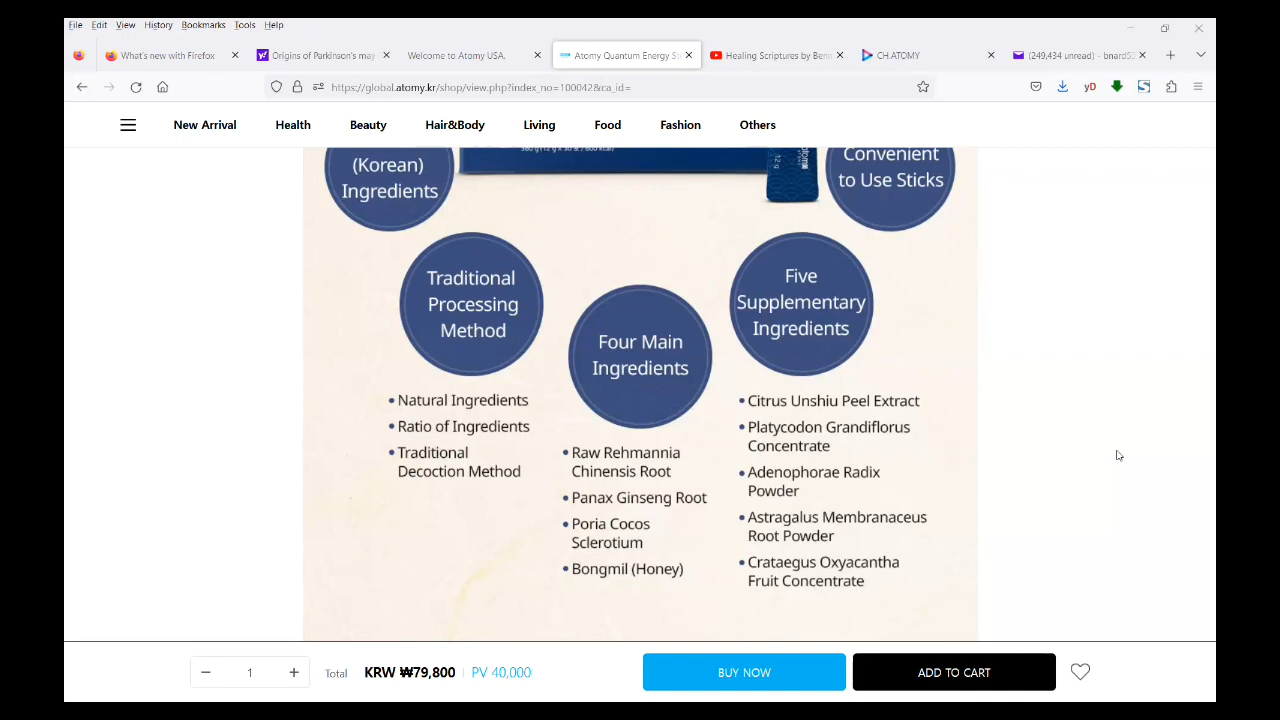 File Edit View History Bookmarks Tools Help
What's new with Firefox
Origins of Parkinson's may
Welcome to Atomy USA.
Atomy Quantum Energy S
Healing Scriptures by Ben
CH.ATOMY
(249,434 unread) - bnard5
https://global.atomy.kr/shop/view.php?index_no=100042&ca_id=
yD
New Arrival Health Beauty Hair&Body Living Food Fashion Others
(Korean)
Ingredients
12 g
Convenient
to Use Sticks
Traditional
Processing
Method
• Natural Ingredients
• Ratio of Ingredients
• Traditional
Decoction Method
Four Main
Ingredients
• Raw Rehmannia
Chinensis Root
• Panax Ginseng Root
• Poria Cocos
Sclerotium
• Bongmil (Honey)
Five
Supplementary
Ingredients
• Citrus Unshiu Peel Extract
• Platycodon Grandiflorus
Concentrate
• Adenophorae Radix
Powder
• Astragalus Membranaceus
Root Powder
• Crataegus Oxyacantha
Fruit Concentrate
− 1 + Total KRW ₩79,800 PV 40,000 BUY NOW ADD TO CART